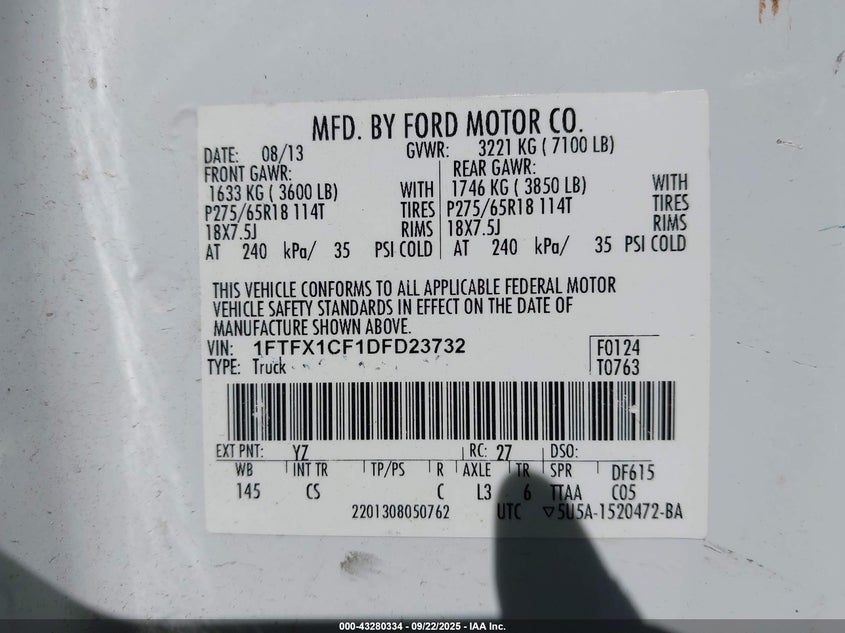 MFD. BY FORD MOTOR CO.
DATE: 08/13 GVWR: 3221 KG ( 7100 LB)
FRONT GAWR: REAR GAWR:
1633 KG ( 3600 LB) WITH 1746 KG ( 3850 LB) WITH
P275/65R18 114T TIRES P275/65R18 114T TIRES
18X7.5J RIMS 18X7.5J RIMS
AT 240 kPa/ 35 PSI COLD AT 240 kPa/ 35 PSI COLD
THIS VEHICLE CONFORMS TO ALL APPLICABLE FEDERAL MOTOR
VEHICLE SAFETY STANDARDS IN EFFECT ON THE DATE OF
MANUFACTURE SHOWN ABOVE.
VIN: 1FTFX1CF1DFD23732 F0124
TYPE: Truck T0763
EXT PNT: YZ RC: 27 DSO:
WB INT TR TP/PS R AXLE TR SPR DF615
145 CS C L3 6 TTAA C05
2201308050762 UTC ▽5U5A-1520472-BA
000-43280334 - 09/22/2025 - IAA Inc.